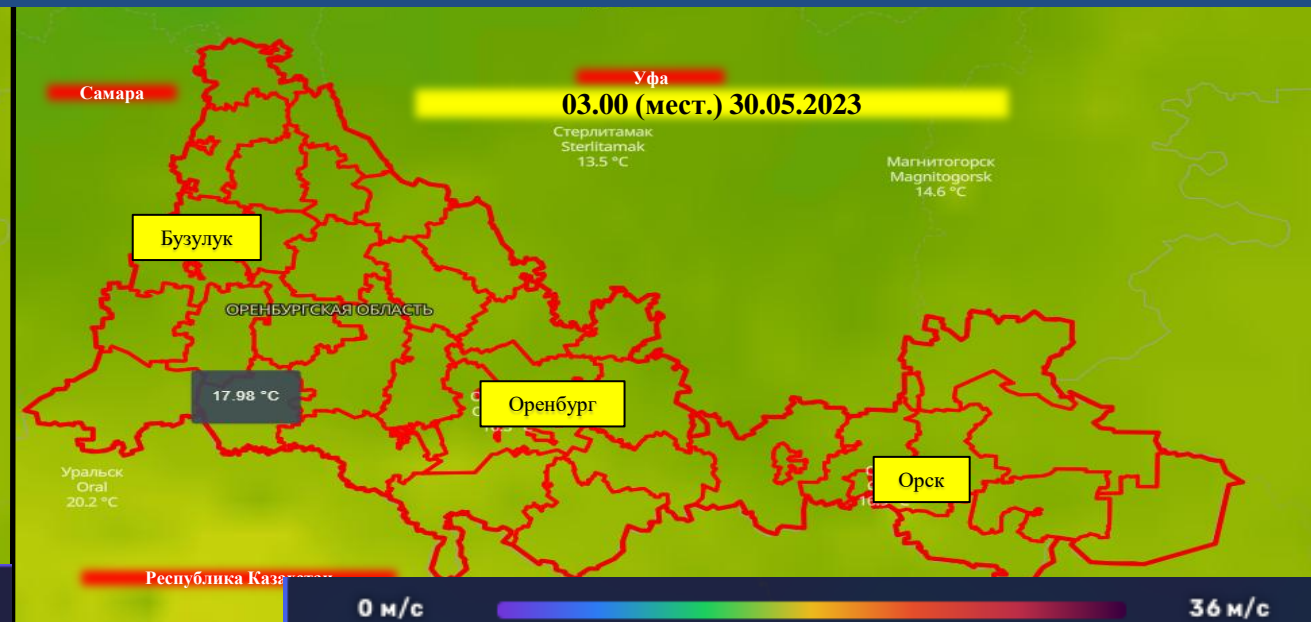 Самара
Уфа
03.00 (мест.) 30.05.2023
Стерлитамак
Sterlitamak
13.5 °C
Магнитогорск
Magnitogorsk
14.6 °C
Бузулук
ОРЕНБУРГСКАЯ ОБЛАСТЬ
17.98 °C
Оренбург
Уральск
Oral
20.2 °C
Орск
Республика
0 м/с
36 м/с